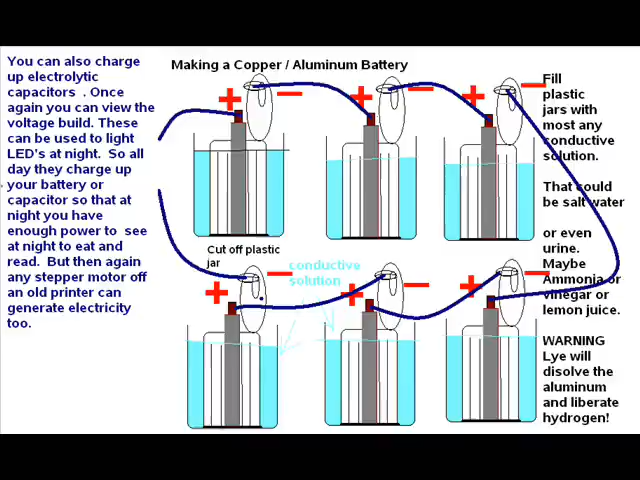 Making a Copper / Aluminum Battery
You can also charge
up electrolytic
capacitors . Once
again you can view the
voltage build. These
can be used to light
LED's at night. So all
day they charge up
your battery or
capacitor so that at
night you have
enough power to see
at night to eat and
read. But then again
any stepper motor off
an old printer can
generate electricity
too.
+ − + − + −
Cut off plastic
jar
conductive
solution
+ − + − + −
Fill
plastic
jars with
most any
conductive
solution.
That could
be salt water
or even
urine.
Maybe
Ammonia or
vinegar or
lemon juice.
WARNING
Lye will
disolve the
aluminum
and liberate
hydrogen!